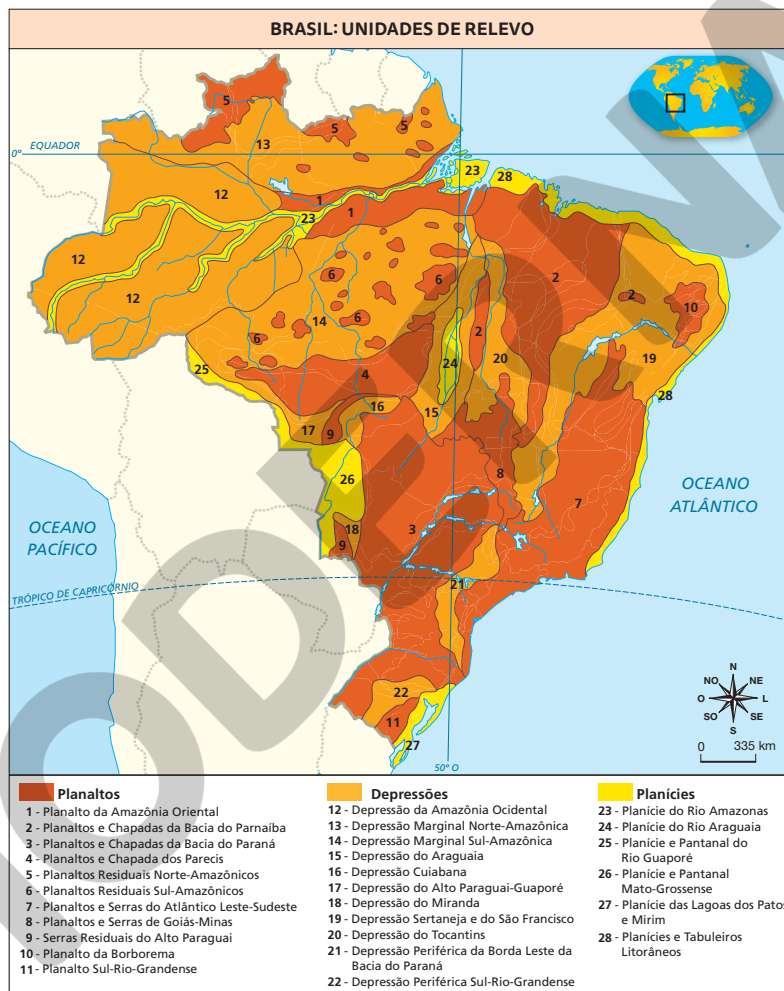 BRASIL: UNIDADES DE RELEVO
5
5
5
13
0°
EQUADOR
23
28
12
1
1
23
12
12
6
6
2
2
10
14
6
6
2
24
20
19
25
4
28
16
15
17
9
8
26
7
3
18
9
OCEANO
PACÍFICO
OCEANO
ATLÂNTICO
TRÓPICO DE CAPRICÓRNIO
21
22
11
27
50° O
N
NO
NE
O
L
SO
SE
S
0
335 km
Planaltos
1 - Planalto da Amazônia Oriental
2 - Planaltos e Chapadas da Bacia do Parnaíba
3 - Planaltos e Chapadas da Bacia do Paraná
4 - Planaltos e Chapada dos Parecis
5 - Planaltos Residuais Norte-Amazônicos
6 - Planaltos Residuais Sul-Amazônicos
7 - Planaltos e Serras do Atlântico Leste-Sudeste
8 - Planaltos e Serras de Goiás-Minas
9 - Serras Residuais do Alto Paraguai
10 - Planalto da Borborema
11 - Planalto Sul-Rio-Grandense
Depressões
12 - Depressão da Amazônia Ocidental
13 - Depressão Marginal Norte-Amazônica
14 - Depressão Marginal Sul-Amazônica
15 - Depressão do Araguaia
16 - Depressão Cuiabana
17 - Depressão do Alto Paraguai-Guaporé
18 - Depressão do Miranda
19 - Depressão Sertaneja e do São Francisco
20 - Depressão do Tocantins
21 - Depressão Periférica da Borda Leste da
Bacia do Paraná
22 - Depressão Periférica Sul-Rio-Grandense
Planícies
23 - Planície do Rio Amazonas
24 - Planície do Rio Araguaia
25 - Planície e Pantanal do
Rio Guaporé
26 - Planície e Pantanal
Mato-Grossense
27 - Planície das Lagoas dos Patos
e Mirim
28 - Planícies e Tabuleiros
Litorâneos